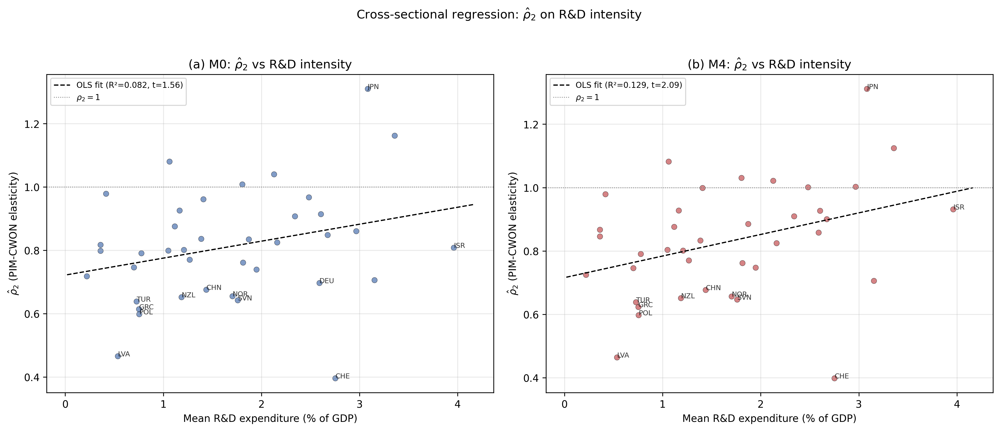 Cross-sectional regression: ρ̂₂ on R&D intensity
(a) M0: ρ̂₂ vs R&D intensity
OLS fit (R²=0.082, t=1.56)
ρ₂ = 1
JPN
ISR
DEU
CHN
NOR
SVN
NZL
TUR
GRC
POL
LVA
CHE
1.2
1.0
0.8
0.6
0.4
ρ̂₂ (PIM-CWON elasticity)
0 1 2 3 4
Mean R&D expenditure (% of GDP)
(b) M4: ρ̂₂ vs R&D intensity
OLS fit (R²=0.129, t=2.09)
ρ₂ = 1
JPN
ISR
CHN
NOR
SVN
NZL
TUR
GRC
POL
LVA
CHE
1.2
1.0
0.8
0.6
0.4
ρ̂₂ (PIM-CWON elasticity)
0 1 2 3 4
Mean R&D expenditure (% of GDP)